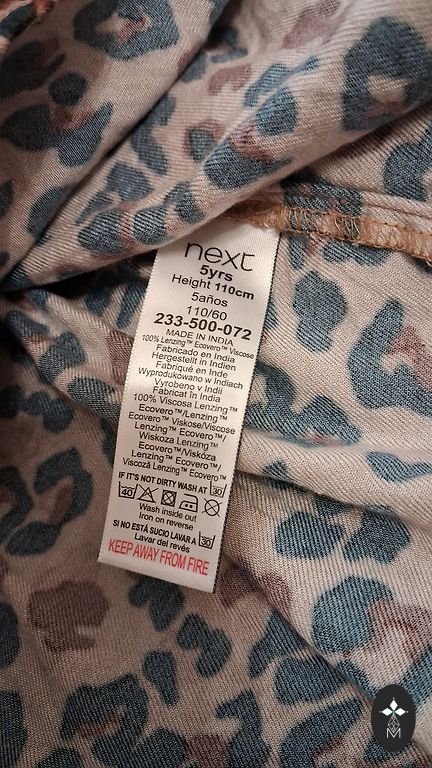 next
5yrs
Height 110cm
5años
110/60
233-500-072
MADE IN INDIA
100% Lenzing™ Ecovero™ Viscose
Fabricado en India
Hergestellt in Indien
Fabriqué en Inde
Wyprodukowano w Indiach
Vyrobeno v Indii
Fabricat în India
100% Viscosa Lenzing™
Ecovero™/Lenzing™
Ecovero™ Viskose/Viscose
Lenzing™ Ecovero™/
Wiskoza Lenzing™
Ecovero™/Viskóza
Lenzing™ Ecovero™/
Viscoză Lenzing™ Ecovero™
IF IT'S NOT DIRTY WASH AT 30
40
Wash inside out
Iron on reverse
SI NO ESTÁ SUCIO LAVAR A 30
Lavar del revés
KEEP AWAY FROM FIRE
M